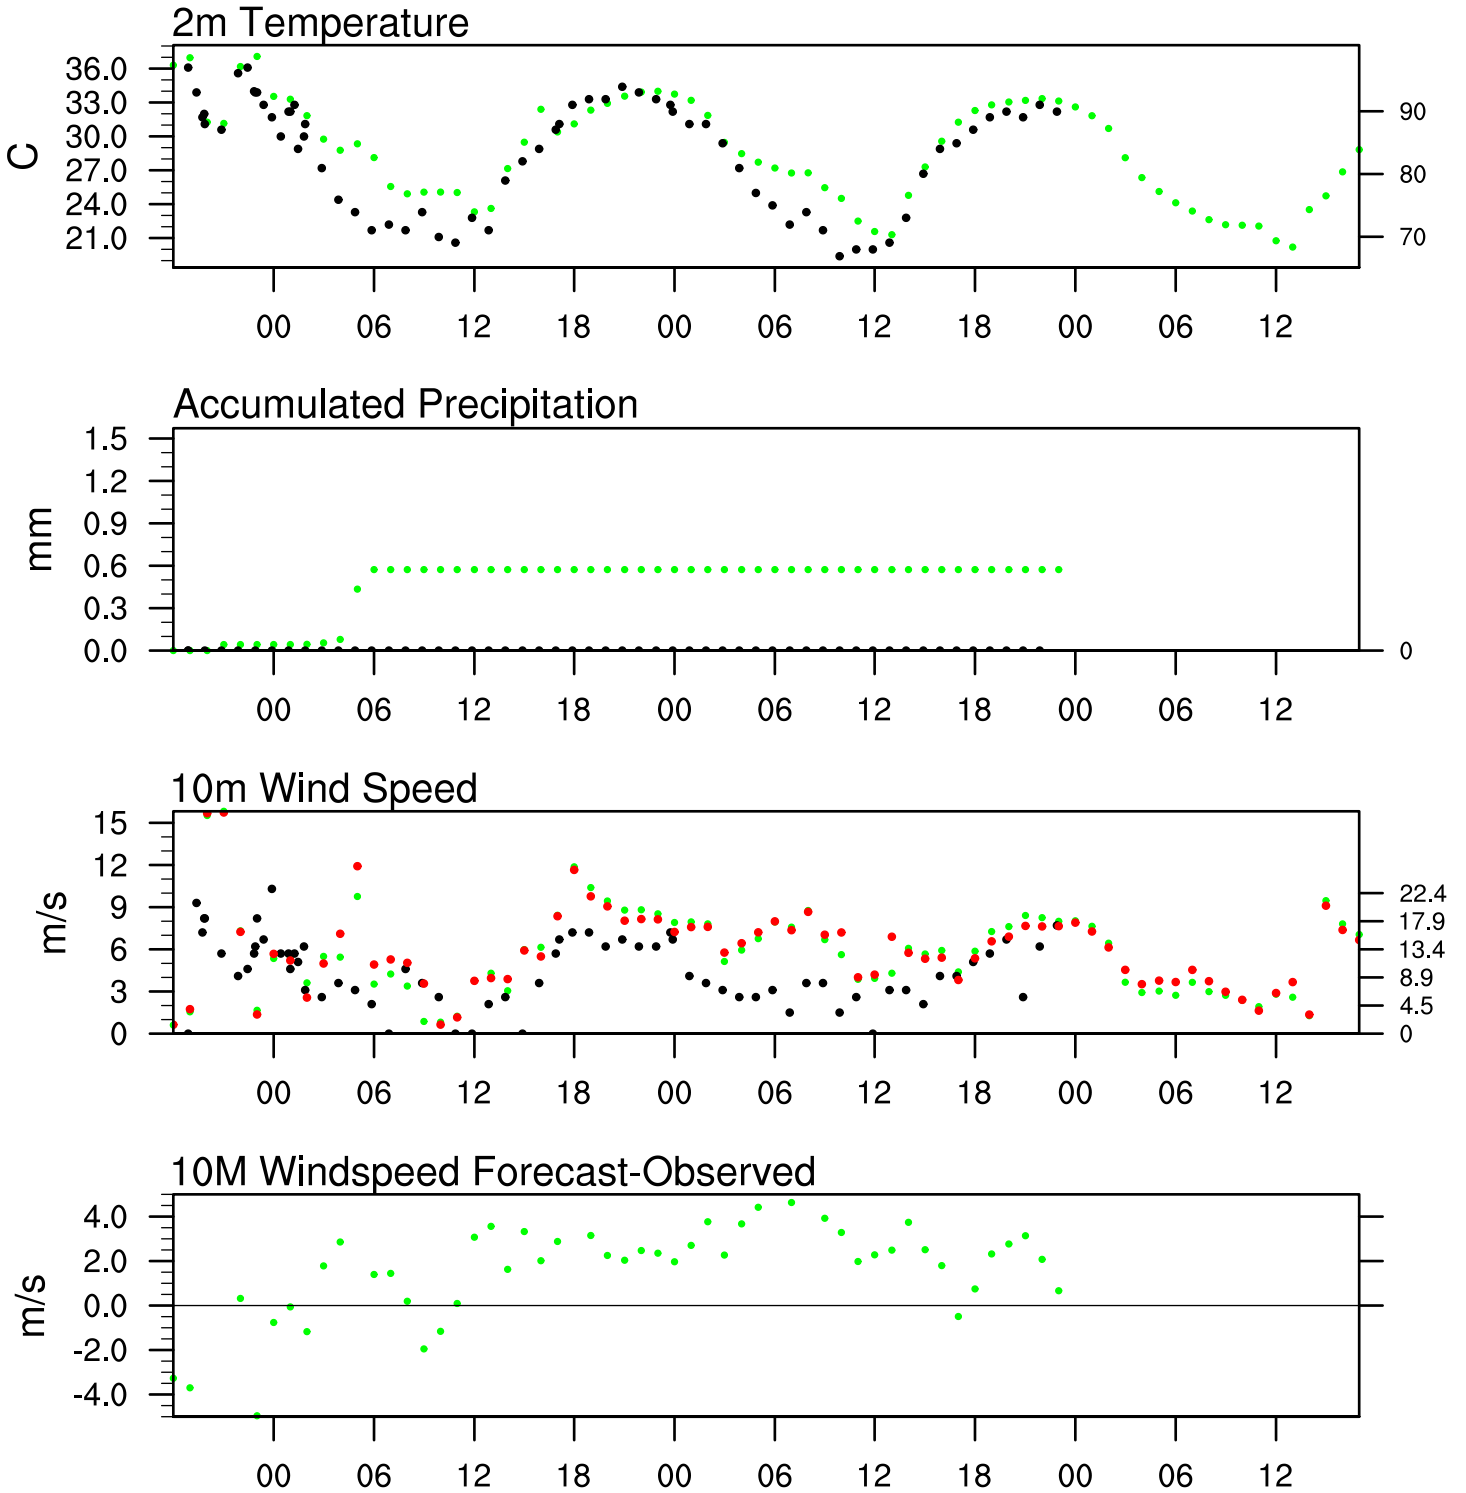 2m Temperature
36.0
33.0
30.0
27.0
24.0
21.0
C
90
80
70
00 06 12 18 00 06 12 18 00 06 12
Accumulated Precipitation
1.5
1.2
0.9
0.6
0.3
0.0
mm
0
00 06 12 18 00 06 12 18 00 06 12
10m Wind Speed
15
12
9
6
3
0
m/s
22.4
17.9
13.4
8.9
4.5
0
00 06 12 18 00 06 12 18 00 06 12
10M Windspeed Forecast-Observed
4.0
2.0
0.0
-2.0
-4.0
m/s
00 06 12 18 00 06 12 18 00 06 12